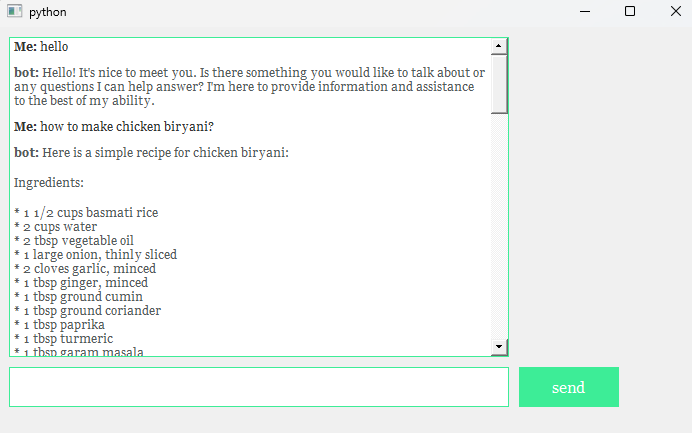 python
Me: hello
bot: Hello! It's nice to meet you. Is there something you would like to talk about or
any questions I can help answer? I'm here to provide information and assistance
to the best of my ability.
Me: how to make chicken biryani?
bot: Here is a simple recipe for chicken biryani:
Ingredients:
* 1 1/2 cups basmati rice
* 2 cups water
* 2 tbsp vegetable oil
* 1 large onion, thinly sliced
* 2 cloves garlic, minced
* 1 tbsp ginger, minced
* 1 tbsp ground cumin
* 1 tbsp ground coriander
* 1 tbsp paprika
* 1 tbsp turmeric
* 1 tbsp garam masala
send